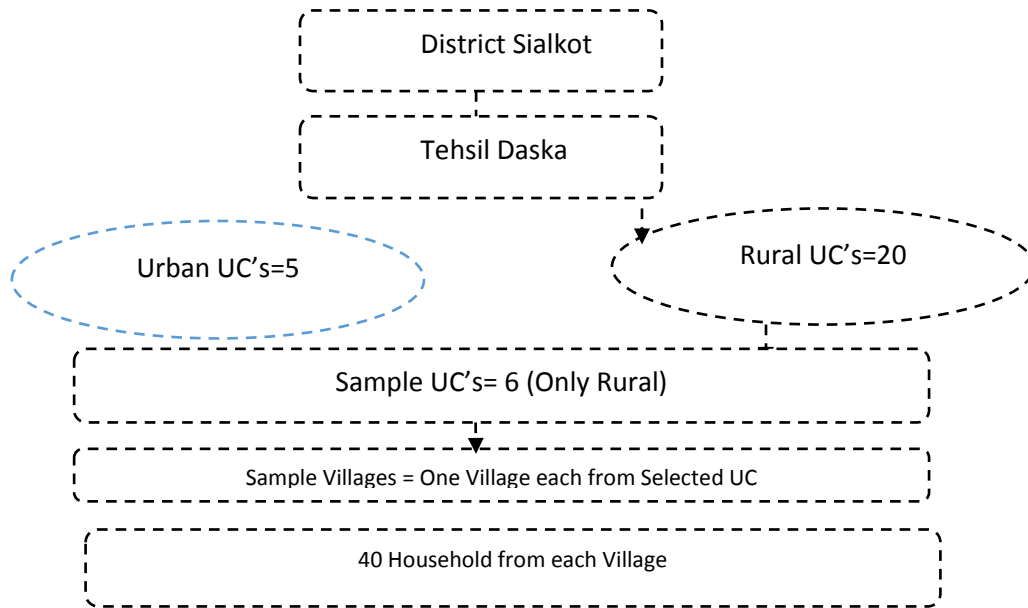 District Sialkot
Tehsil Daska
Urban UC’s=5
Rural UC’s=20
Sample UC’s= 6 (Only Rural)
Sample Villages = One Village each from Selected UC
40 Household from each Village